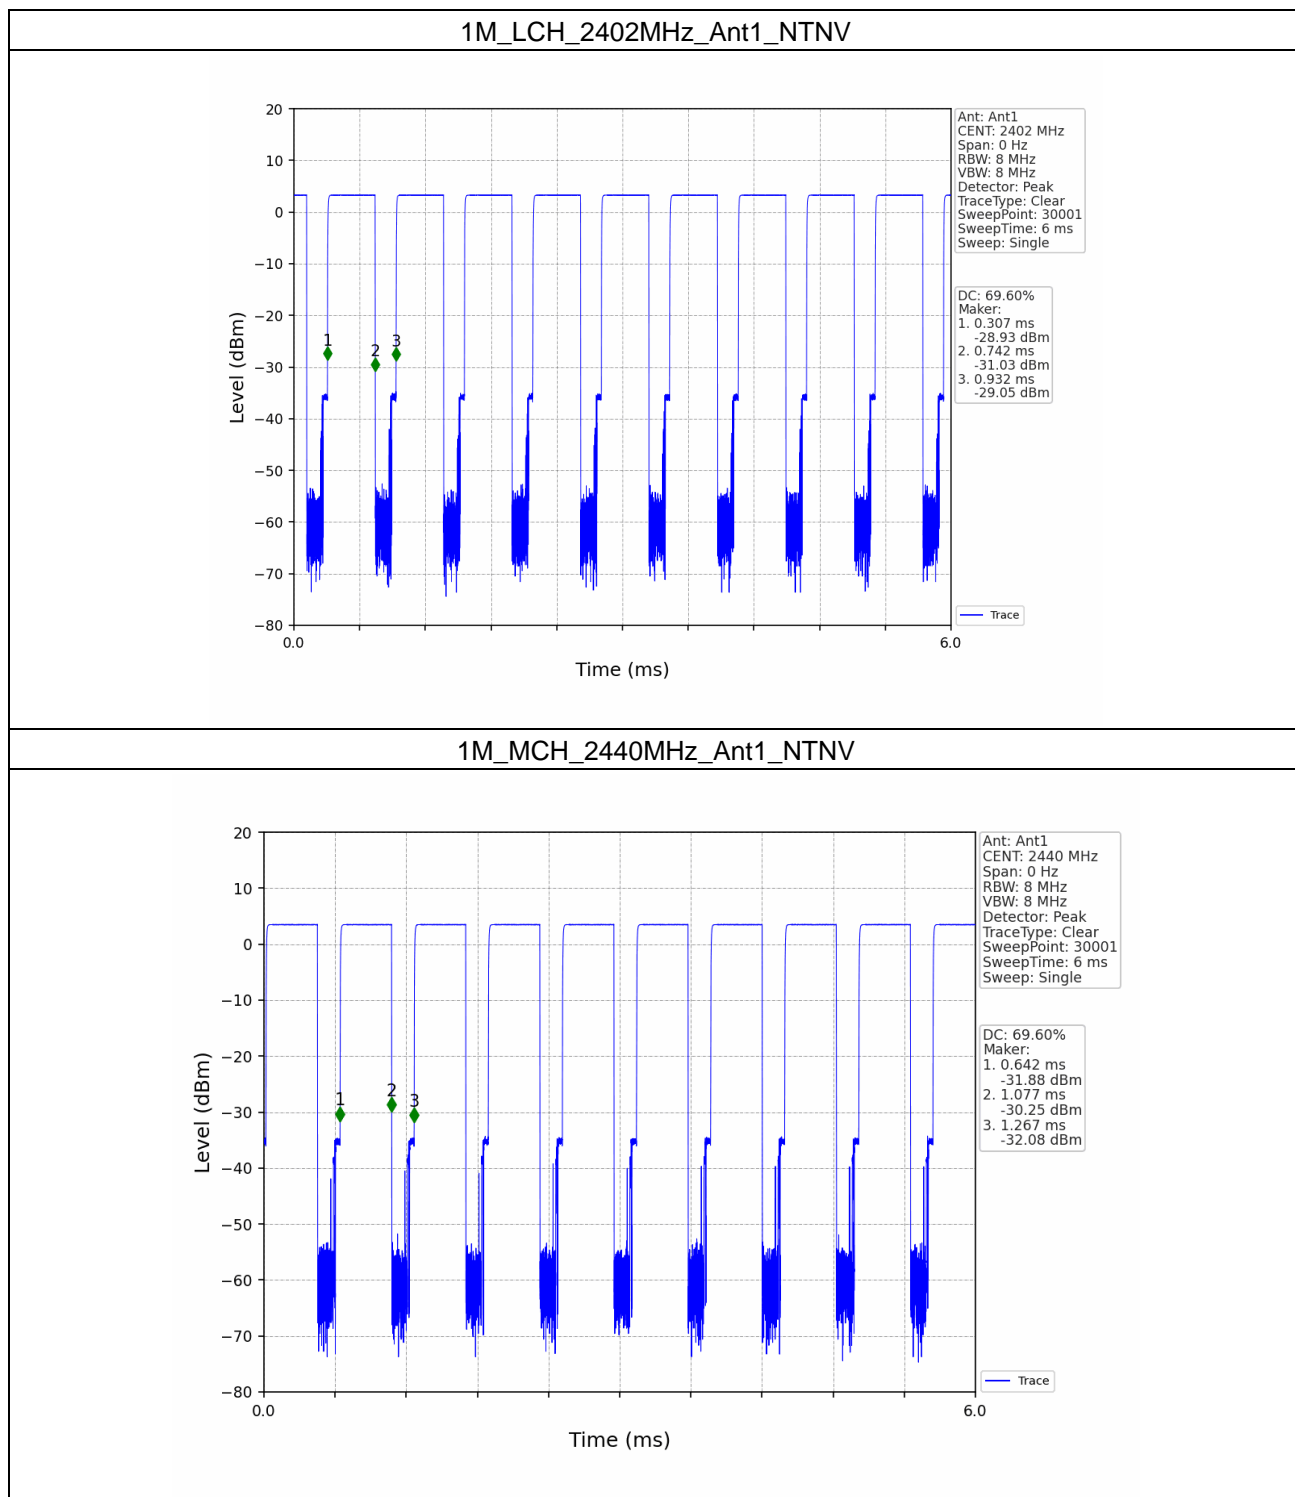 1M_LCH_2402MHz_Ant1_NTNV
20
10
0
−10
−20
−30
−40
−50
−60
−70
−80
Level (dBm)
1
2
3
0.0
6.0
Time (ms)
Ant: Ant1
CENT: 2402 MHz
Span: 0 Hz
RBW: 8 MHz
VBW: 8 MHz
Detector: Peak
TraceType: Clear
SweepPoint: 30001
SweepTime: 6 ms
Sweep: Single
DC: 69.60%
Maker:
1. 0.307 ms
-28.93 dBm
2. 0.742 ms
-31.03 dBm
3. 0.932 ms
-29.05 dBm
Trace
1M_MCH_2440MHz_Ant1_NTNV
20
10
0
−10
−20
−30
−40
−50
−60
−70
−80
Level (dBm)
1
2
3
0.0
6.0
Time (ms)
Ant: Ant1
CENT: 2440 MHz
Span: 0 Hz
RBW: 8 MHz
VBW: 8 MHz
Detector: Peak
TraceType: Clear
SweepPoint: 30001
SweepTime: 6 ms
Sweep: Single
DC: 69.60%
Maker:
1. 0.642 ms
-31.88 dBm
2. 1.077 ms
-30.25 dBm
3. 1.267 ms
-32.08 dBm
Trace